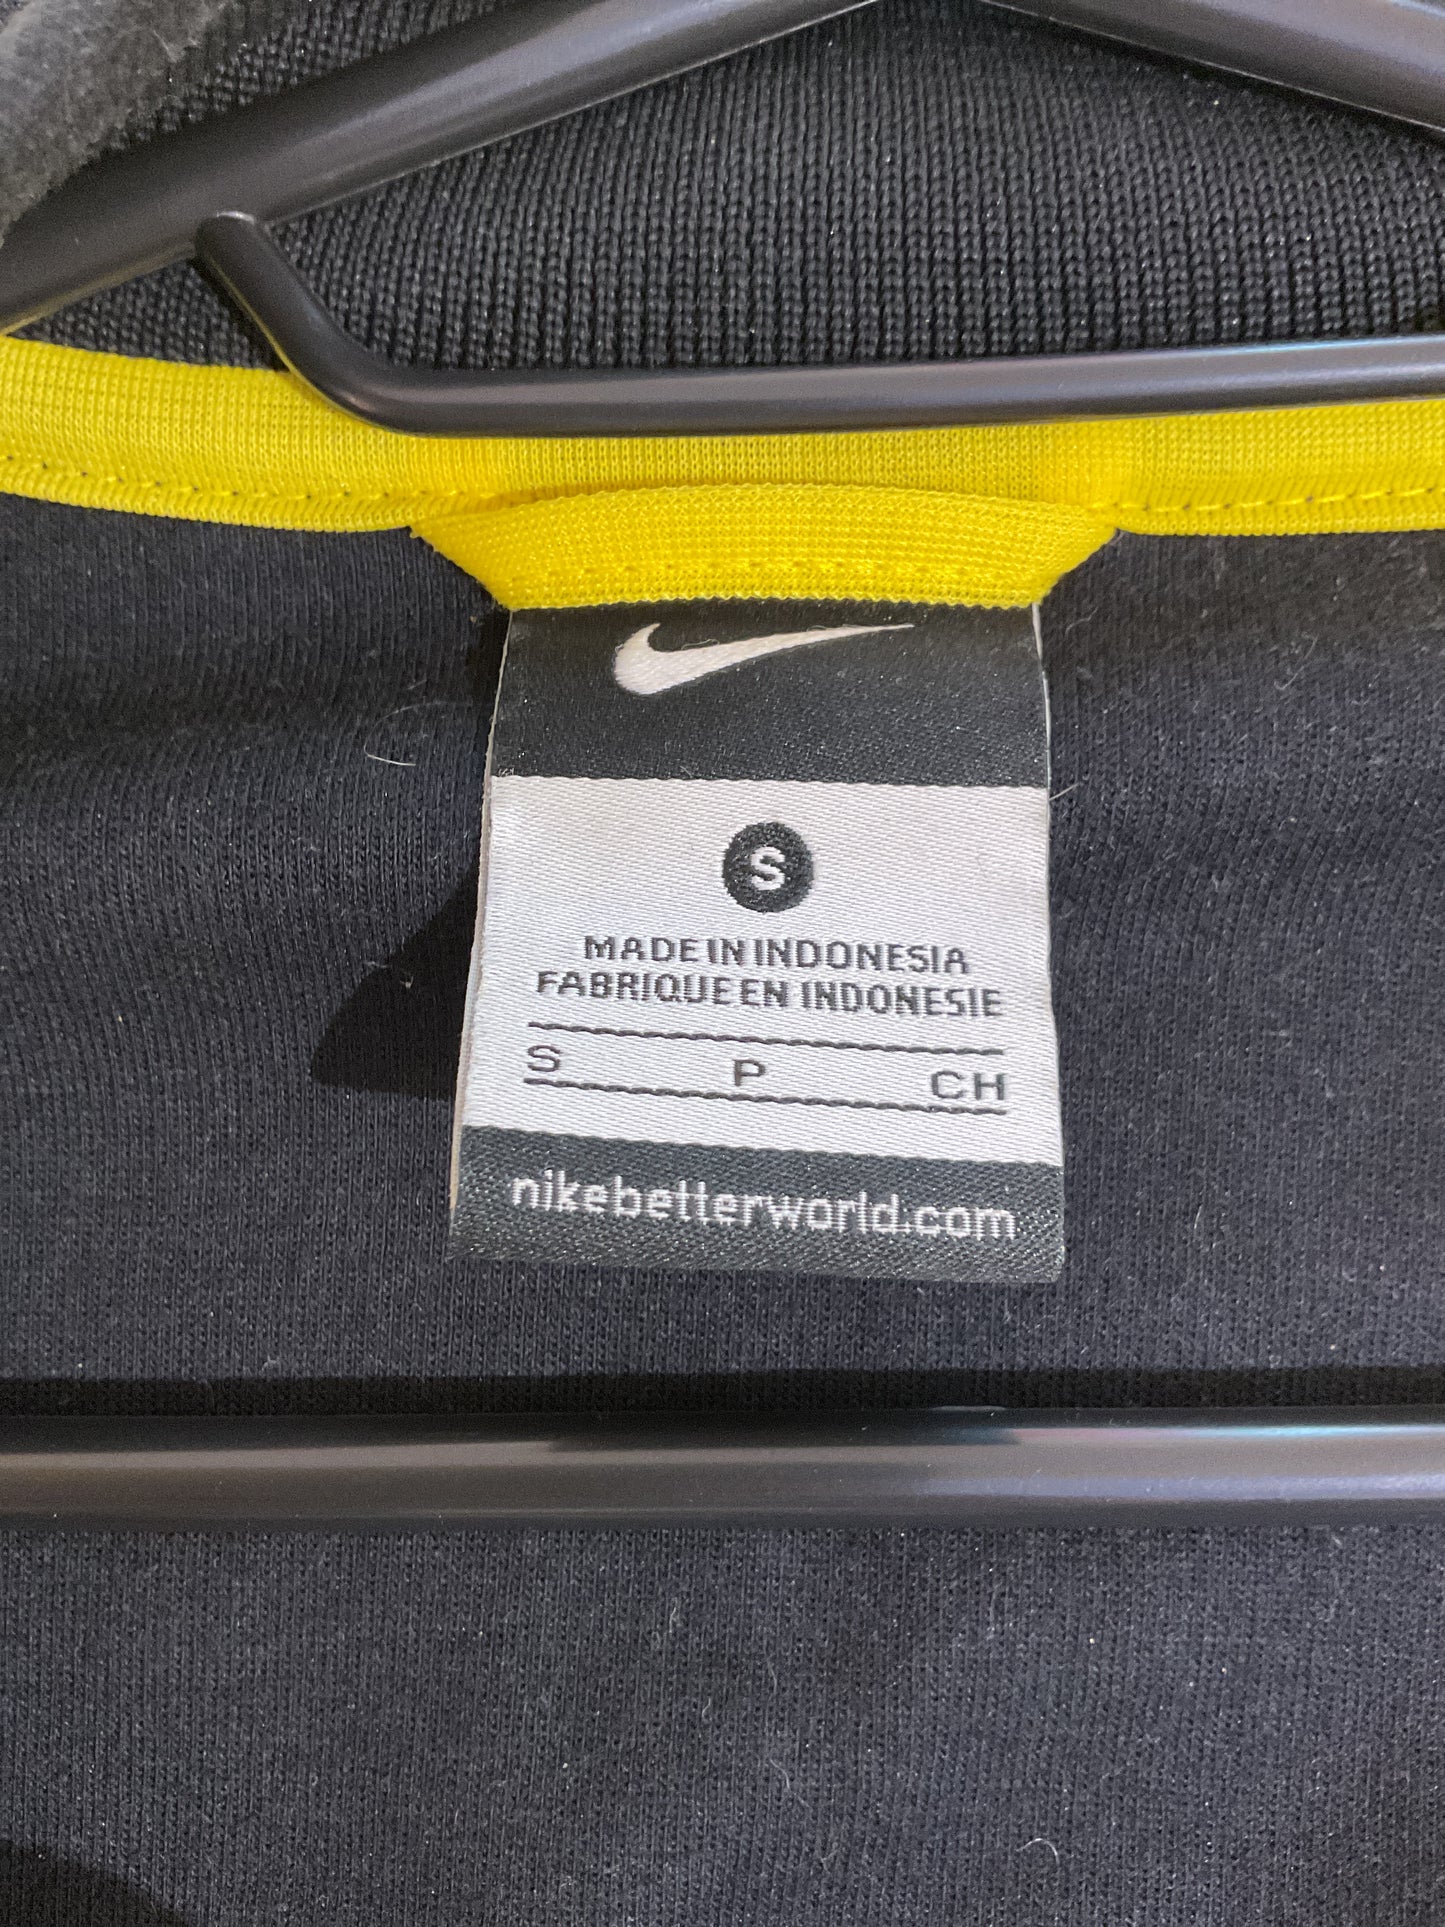 S
MADE IN INDONESIA
FABRIQUE EN INDONESIE
S P CH
nikebetterworld.com